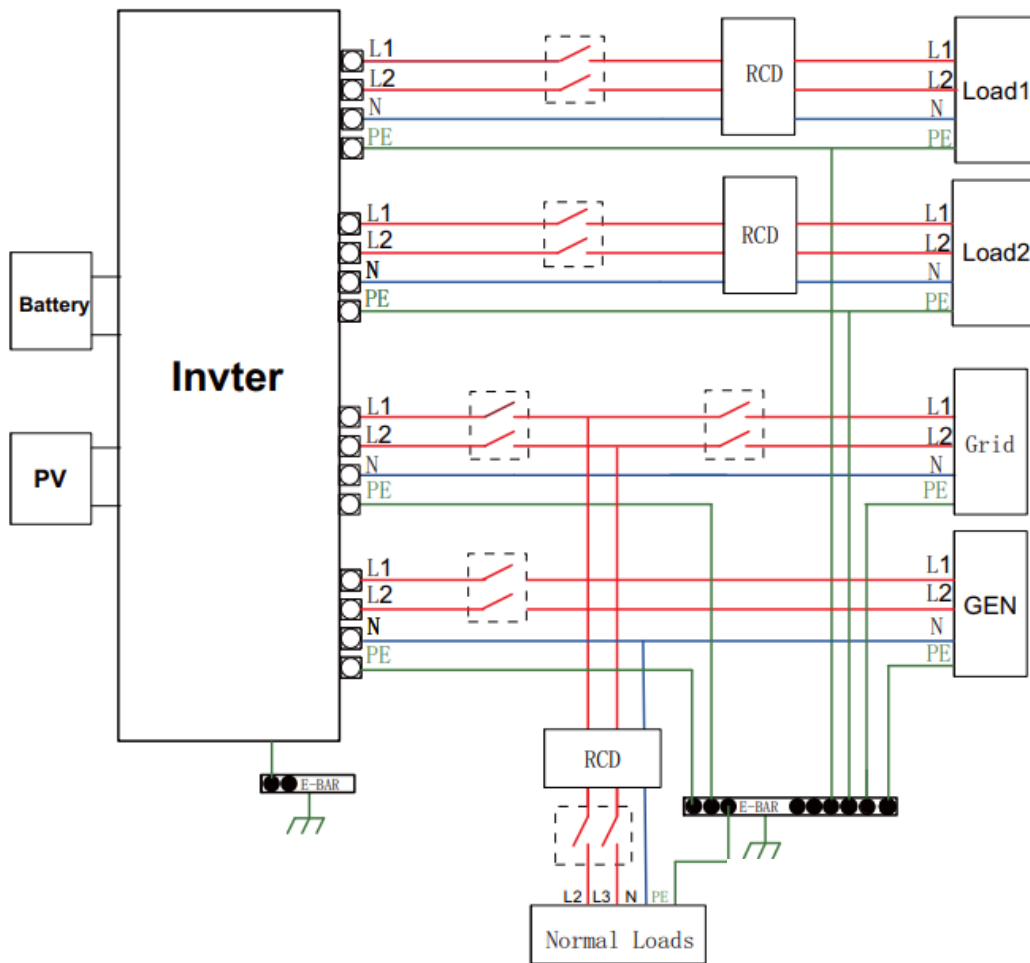 L1
L2
N
PE
RCD
L1
L2
N
PE
Load1
L1
L2
N
PE
RCD
L1
L2
N
PE
Load2
Battery
PV
Invter
L1
L2
N
PE
L1
L2
N
PE
Grid
L1
L2
N
PE
L1
L2
N
PE
GEN
RCD
E-BAR
E-BAR
L2 L3 N PE
Normal Loads